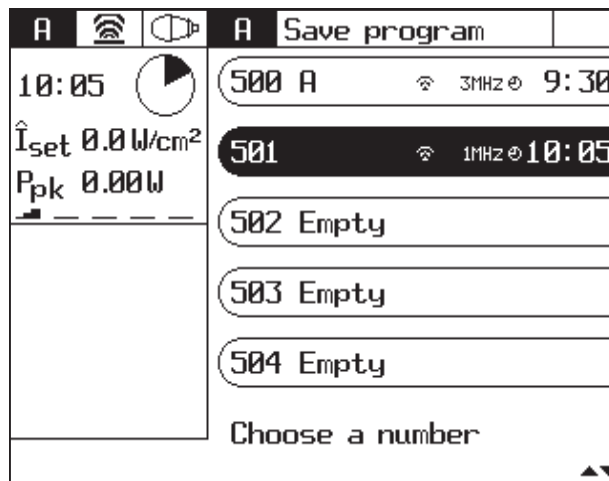 A
A Save program
10:05
Îset 0.0 W/cm²
Ppk 0.00 W
500 A 3MHz 9:30
501 1MHz 10:05
502 Empty
503 Empty
504 Empty
Choose a number